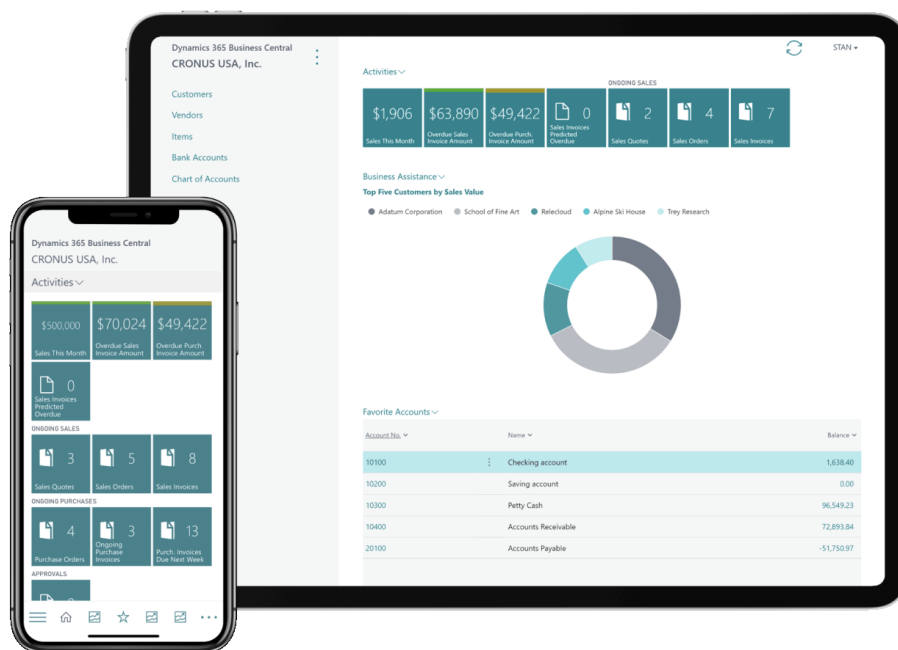 Dynamics 365 Business Central
CRONUS USA, Inc.
STAN
Customers
Vendors
Items
Bank Accounts
Chart of Accounts
Activities
ONGOING SALES
$1,906
Sales This Month
$63,890
Overdue Sales
Invoice Amount
$49,422
Overdue Purch.
Invoice Amount
0
Sales Invoices
Predicted
Overdue
2
Sales Quotes
4
Sales Orders
7
Sales Invoices
Business Assistance
Top Five Customers by Sales Value
Adatum Corporation School of Fine Art Relecloud Alpine Ski House Trey Research
Favorite Accounts
Account No. Name Balance
10100 Checking account 1,638.40
10200 Saving account 0.00
10300 Petty Cash 96,549.23
10400 Accounts Receivable 72,893.84
20100 Accounts Payable -51,750.97
Dynamics 365 Business Central
CRONUS USA, Inc.
Activities
$500,000
Sales This Month
$70,024
Overdue Sales
Invoice Amount
$49,422
Overdue Purch.
Invoice Amount
0
Sales Invoices
Predicted
Overdue
ONGOING SALES
3
Sales Quotes
5
Sales Orders
8
Sales Invoices
ONGOING PURCHASES
4
Purchase Orders
3
Ongoing
Purchase
Invoices
13
Purch. Invoices
Due Next Week
APPROVALS